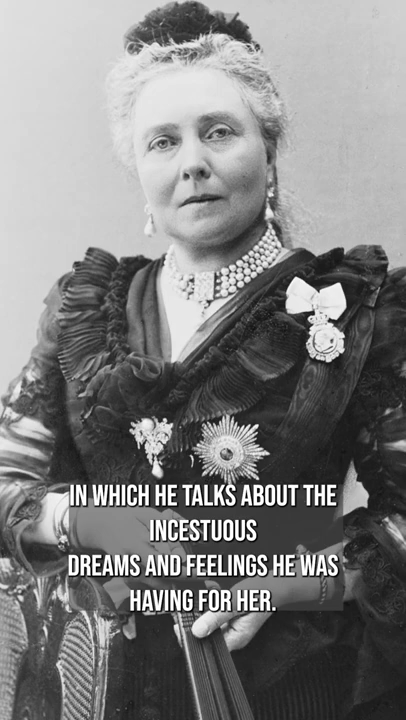 IN WHICH HE TALKS ABOUT THE
INCESTUOUS
DREAMS AND FEELINGS HE WAS
HAVING FOR HER.